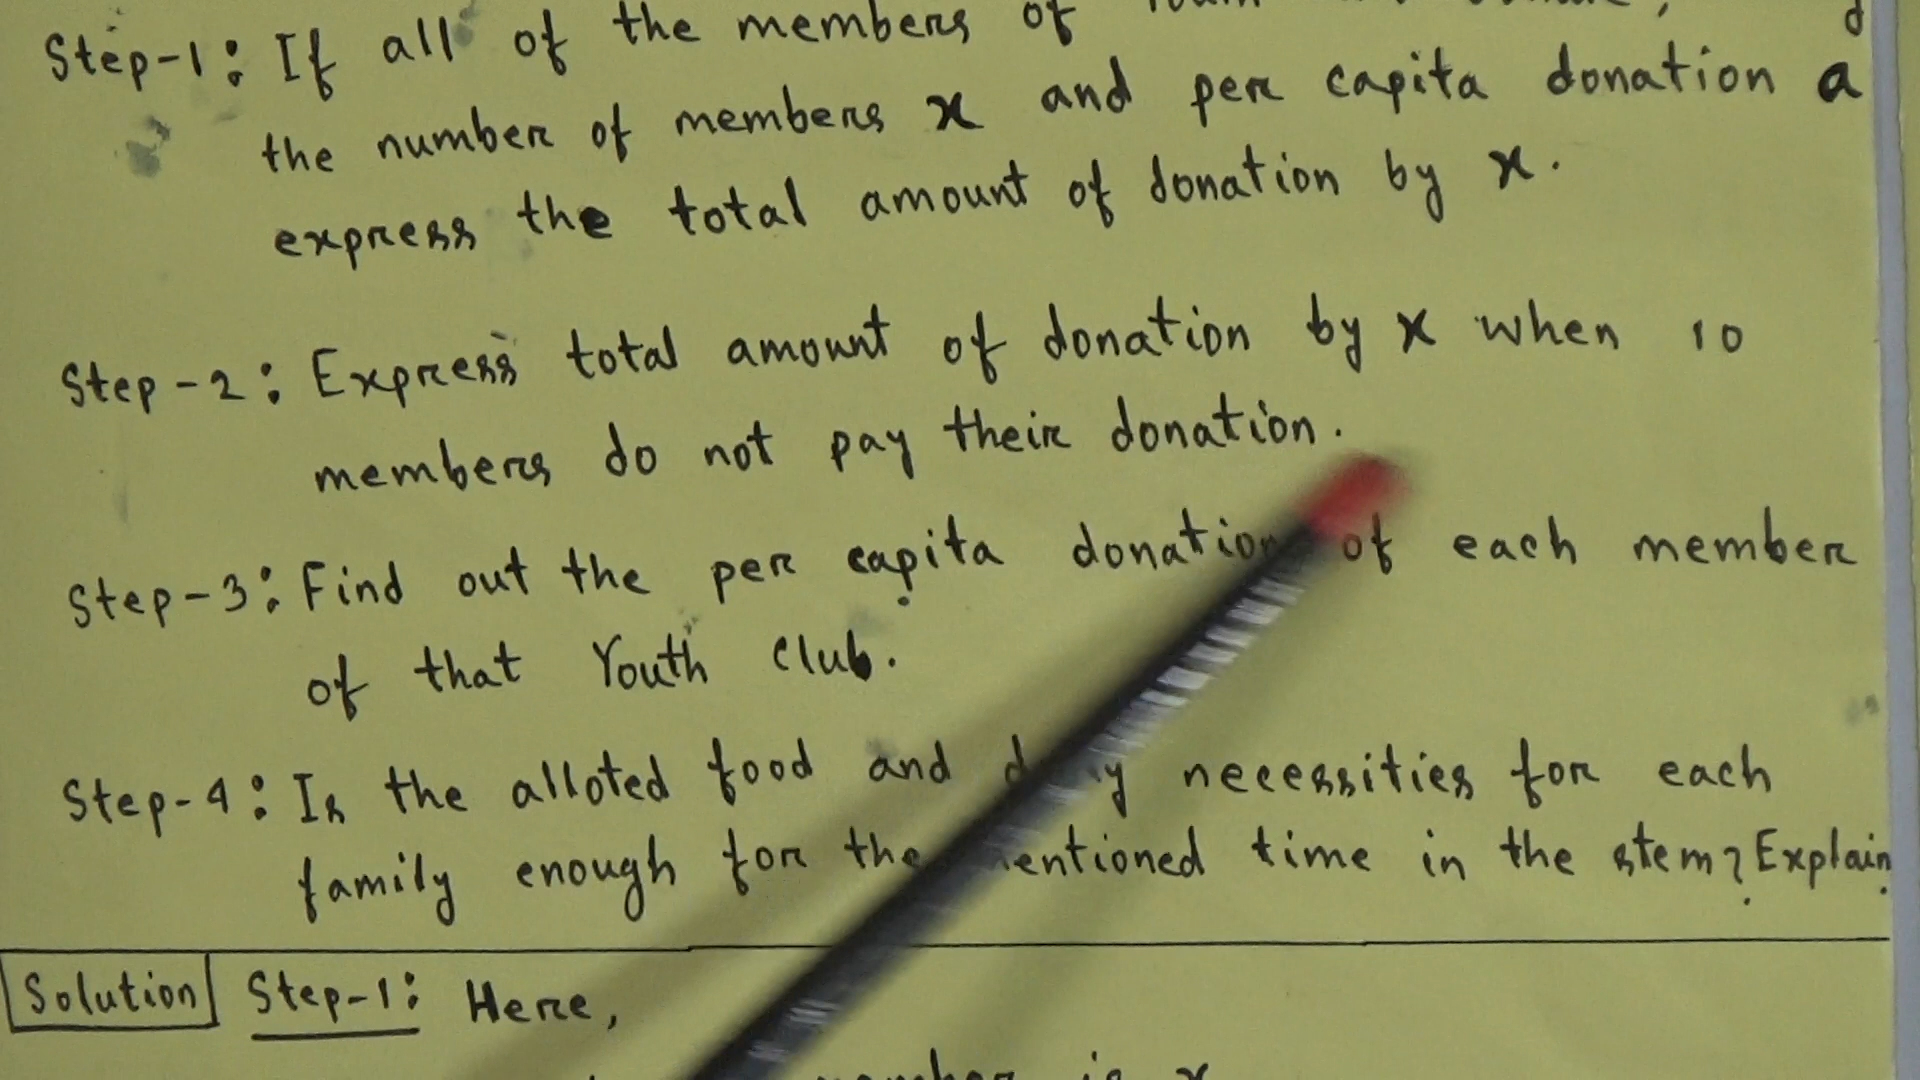 Step-1: If all of the members of
the number of members x and per capita donation a
express the total amount of donation by x.
Step-2: Express total amount of donation by x when 10
members do not pay their donation.
Step-3: Find out the per capita donation of each member
of that Youth club.
Step-4: Is the alloted food and necessities for each
family enough for the mentioned time in the stem? Explain.
Solution Step-1: Here,
member is x